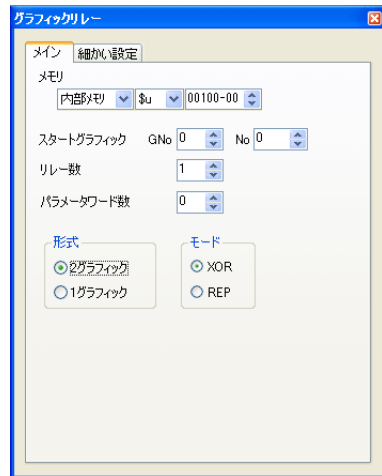 グラフィックリレー
メイン 細かい設定
メモリ
内部メモリ $u 00100-00
スタートグラフィック GNo 0 No 0
リレー数 1
パラメータワード数 0
形式 モード
2グラフィック XOR
1グラフィック REP